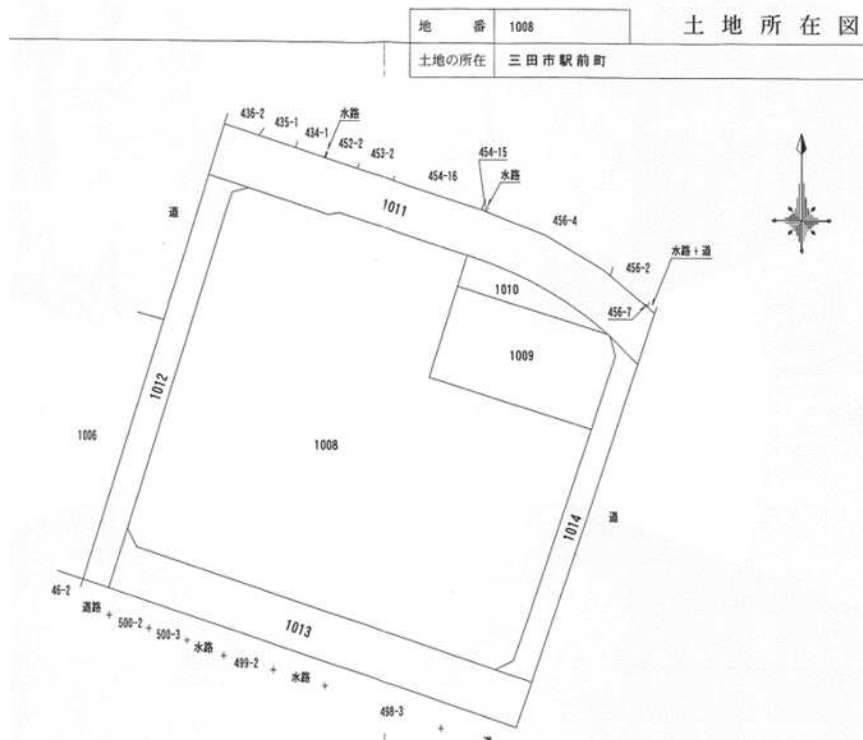 地 番 1008
土地所在図
土地の所在 三田市駅前町
436-2
435-1
434-1
水路
452-2
453-2
454-16
454-15
水路
456-4
456-2
水路+道
456-7
1011
道
1010
1009
1012
1006
1008
1014
道
46-2
道路
500-2
500-3
水路
499-2
水路
1013
498-3